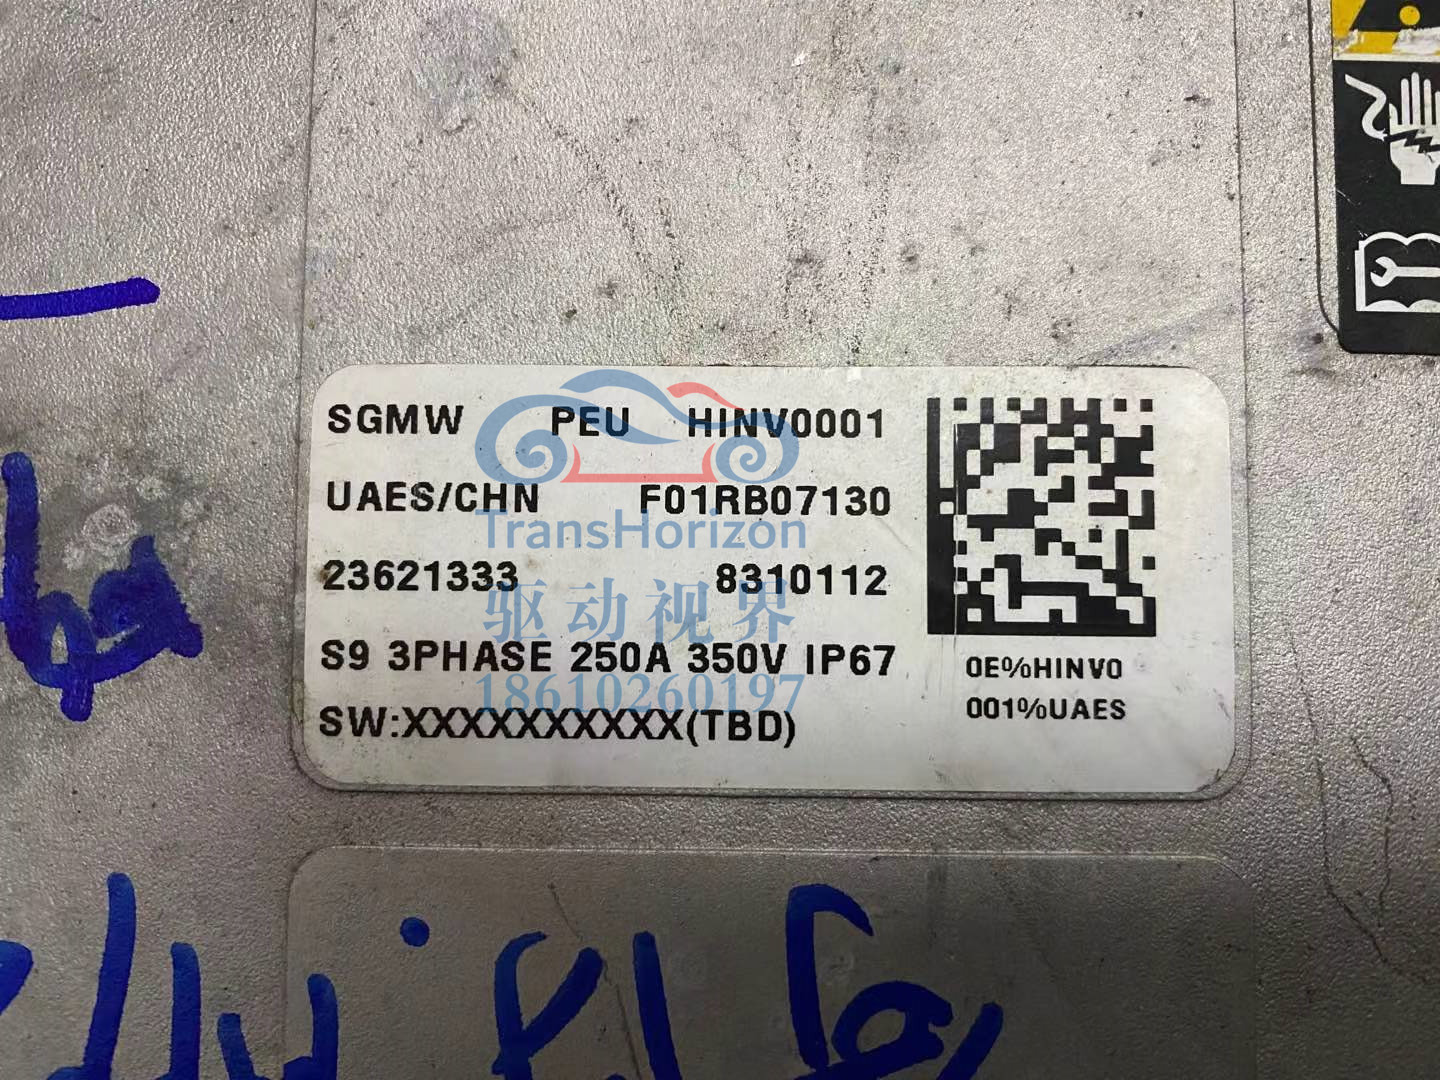 SGMW PEU HINV0001
UAES/CHN F01RB07130
TransHorizon
23621333 8310112
驱动视界
S9 3PHASE 250A 350V IP67
18610260197
SW:XXXXXXXXXX(TBD)
0E%HINV0
001%UAES